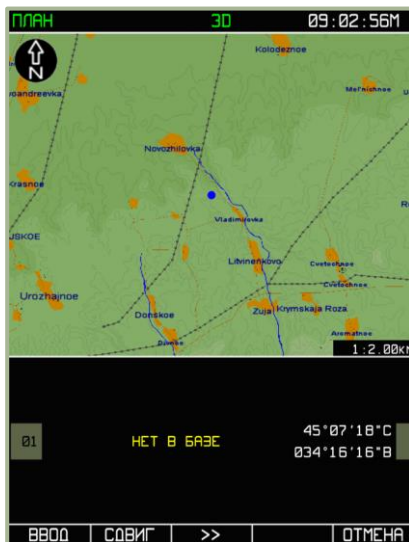 ПЛАН 3D 09:02:56М
Kolodeznoe
voandreevka
Mel'nichnoe
N
Novozhilovka
Krasnoe
Vladimirovka
JSKOE
Litvinenkovo
Cvetochnoe
Cvetochnoe
Urozhajnoe
Donskoe
Zuja
Krymskaja Roza
Aromatnoe
1:2.00км
01 НЕТ В БАЗЕ 45°07'18"С
034°16'16"В
ВВОД СДВИГ >> ОТМЕНА